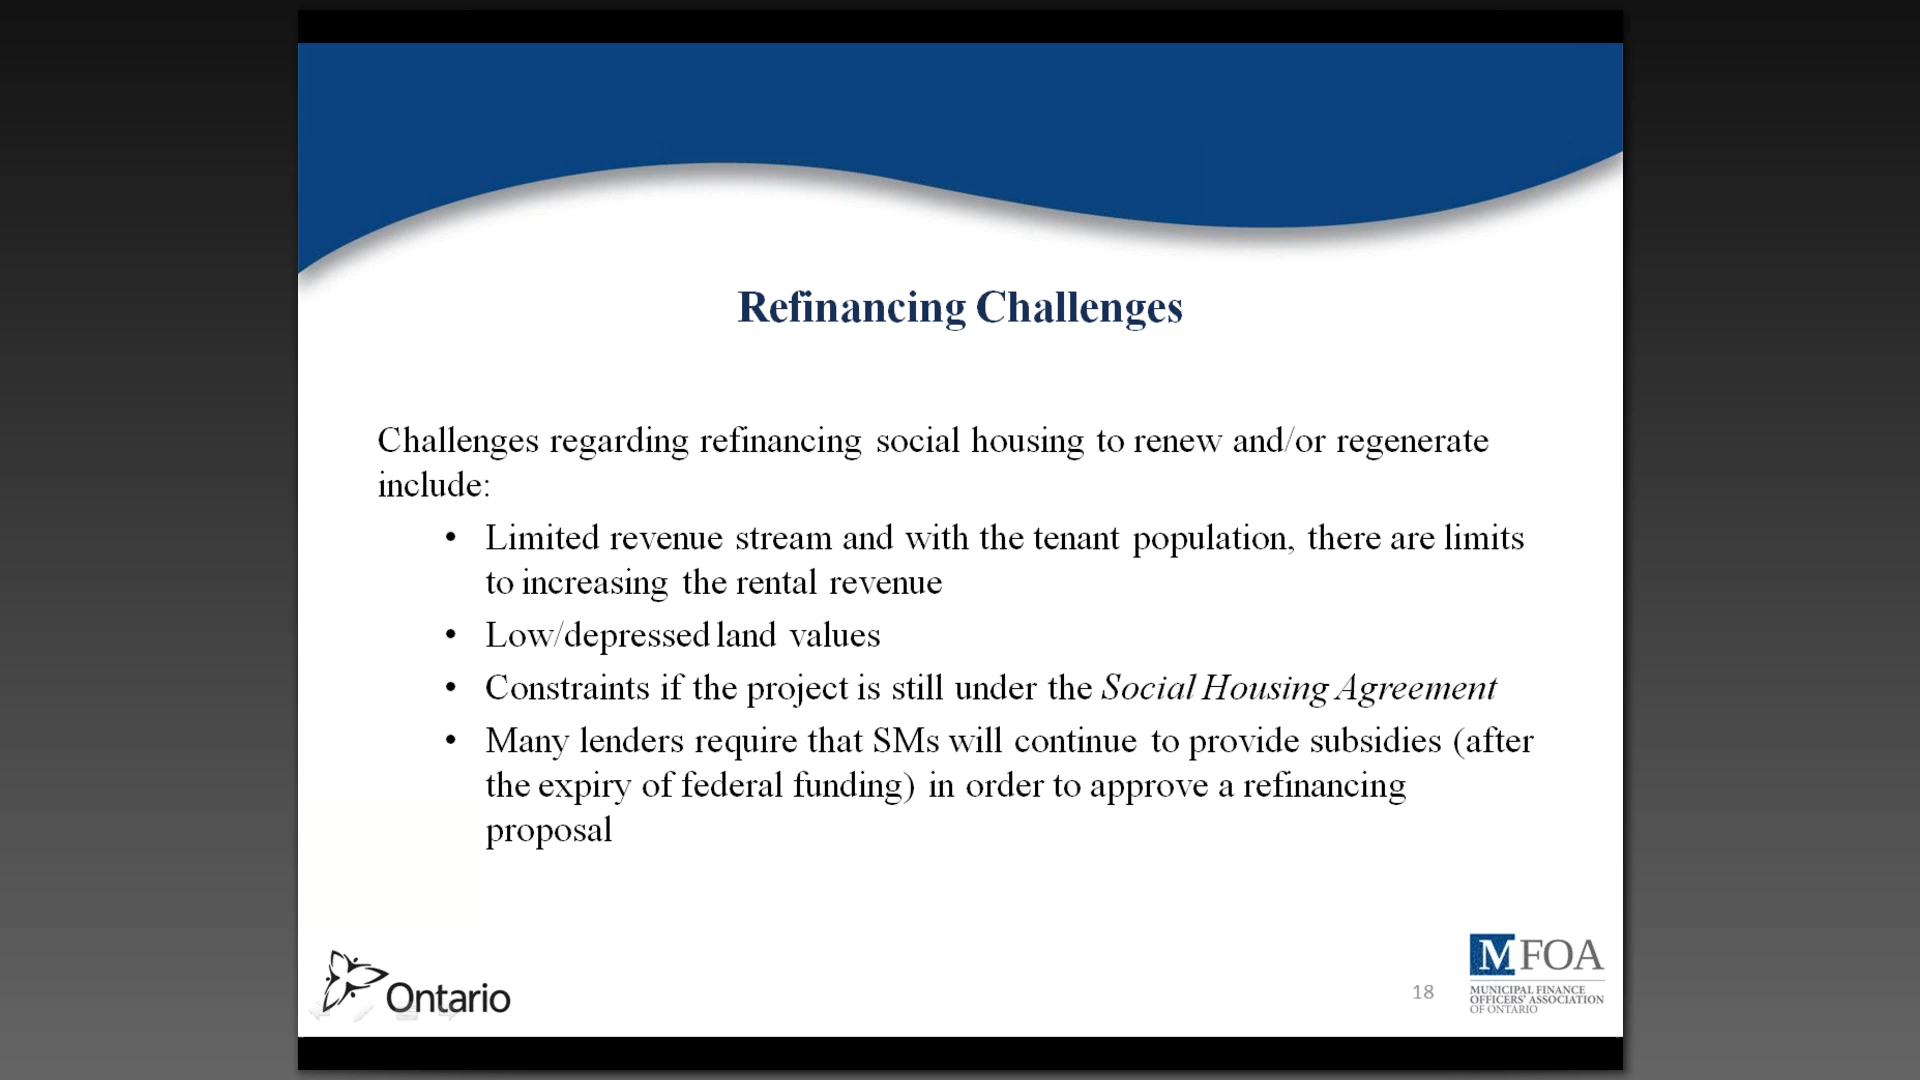 Refinancing Challenges
Challenges regarding refinancing social housing to renew and/or regenerate
include:
• Limited revenue stream and with the tenant population, there are limits
to increasing the rental revenue
• Low/depressed land values
• Constraints if the project is still under the Social Housing Agreement
• Many lenders require that SMs will continue to provide subsidies (after
the expiry of federal funding) in order to approve a refinancing
proposal
Ontario
18
MFOA
MUNICIPAL FINANCE
OFFICERS' ASSOCIATION
OF ONTARIO